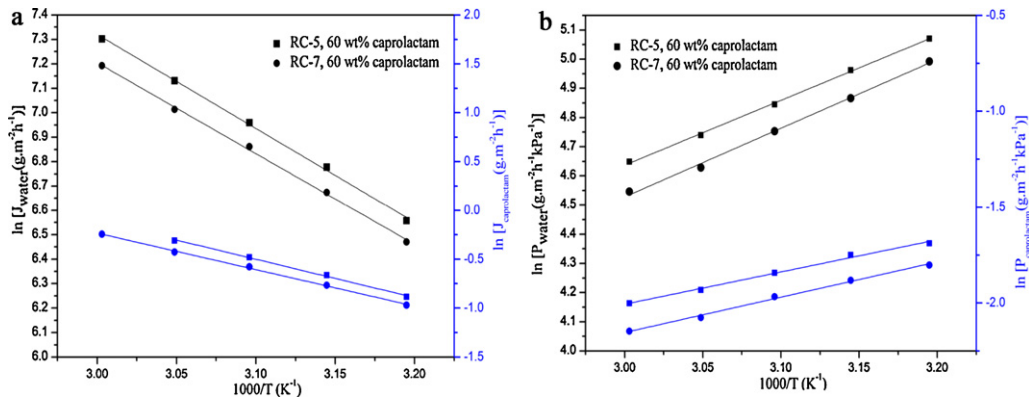 a
ln [J_water(g.m⁻²h⁻¹)]
7.3
7.2
7.1
7.0
6.9
6.8
6.7
6.6
6.5
6.4
6.3
6.2
6.1
6.0
RC-5, 60 wt% caprolactam
RC-7, 60 wt% caprolactam
2.0
1.5
1.0
0.5
0.0
-0.5
-1.0
-1.5
ln [J_caprolactam(g.m⁻²h⁻¹)]
3.00 3.05 3.10 3.15 3.20
1000/T (K⁻¹)
b
ln [P_water(g.m⁻²h⁻¹kPa⁻¹)]
5.1
5.0
4.9
4.8
4.7
4.6
4.5
4.4
4.3
4.2
4.1
4.0
RC-5, 60 wt% caprolactam
RC-7, 60 wt% caprolactam
-0.5
-1.0
-1.5
-2.0
ln [P_caprolactam(g.m⁻²h⁻¹kPa⁻¹)]
3.00 3.05 3.10 3.15 3.20
1000/T (K⁻¹)